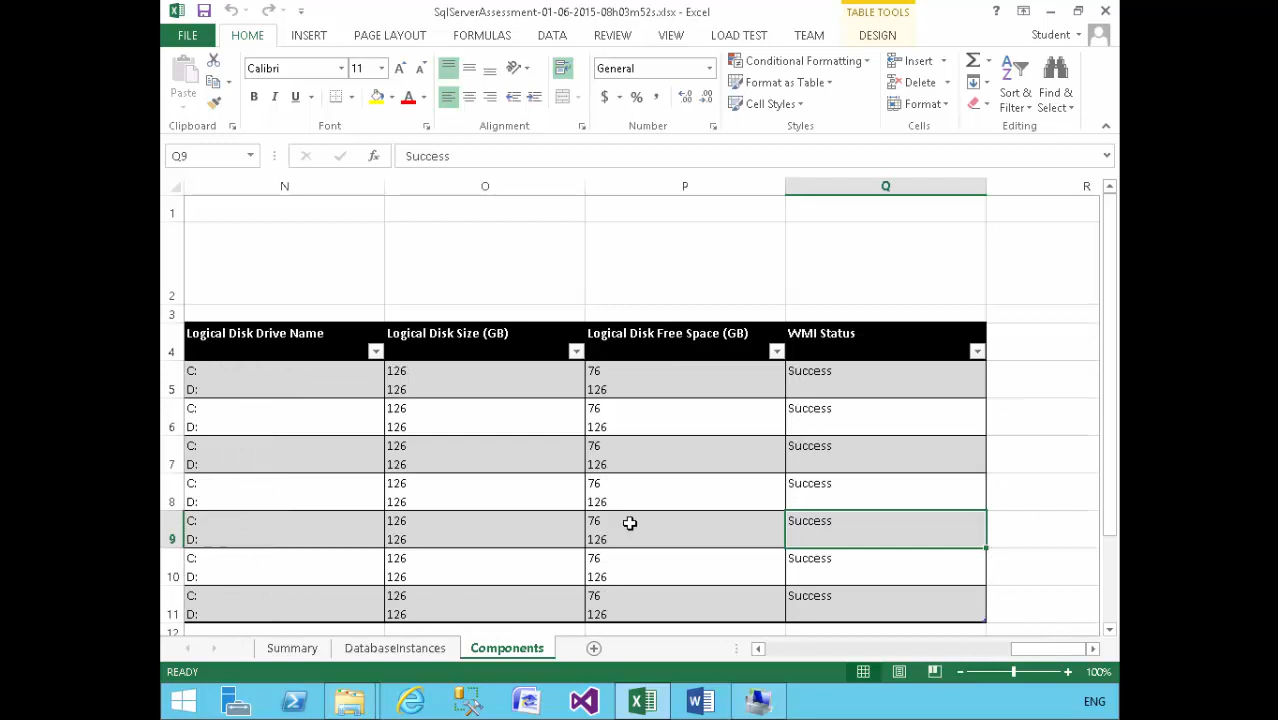 SqlServerAssessment-01-06-2015-08h03m52s.xlsx - Excel
TABLE TOOLS
?
FILE HOME INSERT PAGE LAYOUT FORMULAS DATA REVIEW VIEW LOAD TEST TEAM DESIGN Student
Paste
Calibri 11 A A
B I U A
General
$ % ,
Conditional Formatting
Format as Table
Cell Styles
Insert
Delete
Format
Sort & Filter
Find & Select
Clipboard Font Alignment Number Styles Cells Editing
Q9 fx Success
N O P Q R
1
2
3
4 Logical Disk Drive Name Logical Disk Size (GB) Logical Disk Free Space (GB) WMI Status
C: 126 76 Success
5 D: 126 126
C: 126 76 Success
6 D: 126 126
C: 126 76 Success
7 D: 126 126
C: 126 76 Success
8 D: 126 126
C: 126 76 Success
9 D: 126 126
C: 126 76 Success
10 D: 126 126
C: 126 76 Success
11 D: 126 126
12
Summary DatabaseInstances Components
READY 100%
ENG